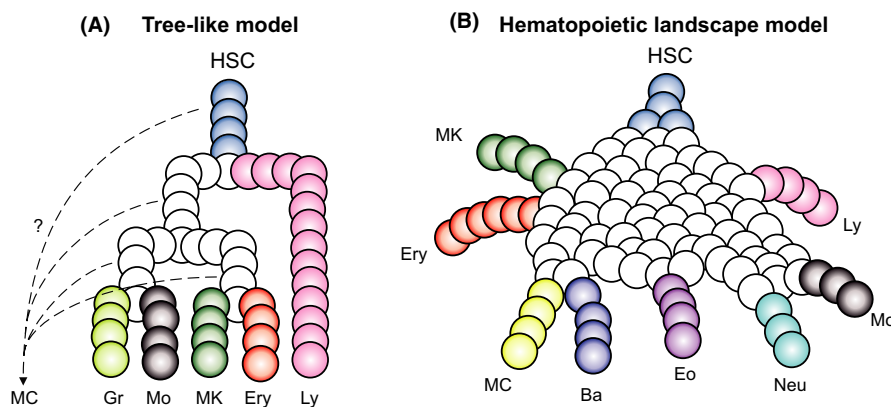 (A) Tree-like model
HSC
?
MC
Gr
Mo
MK
Ery
Ly
(B) Hematopoietic landscape model
HSC
MK
Ly
Ery
Mo
MC
Ba
Eo
Neu